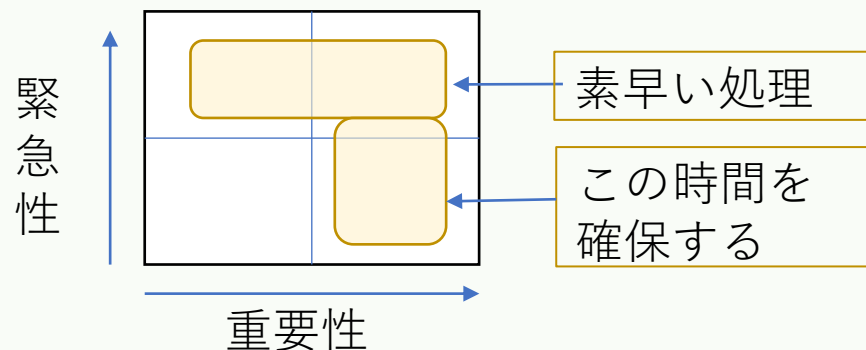 緊急性
素早い処理
この時間を
確保する
重要性